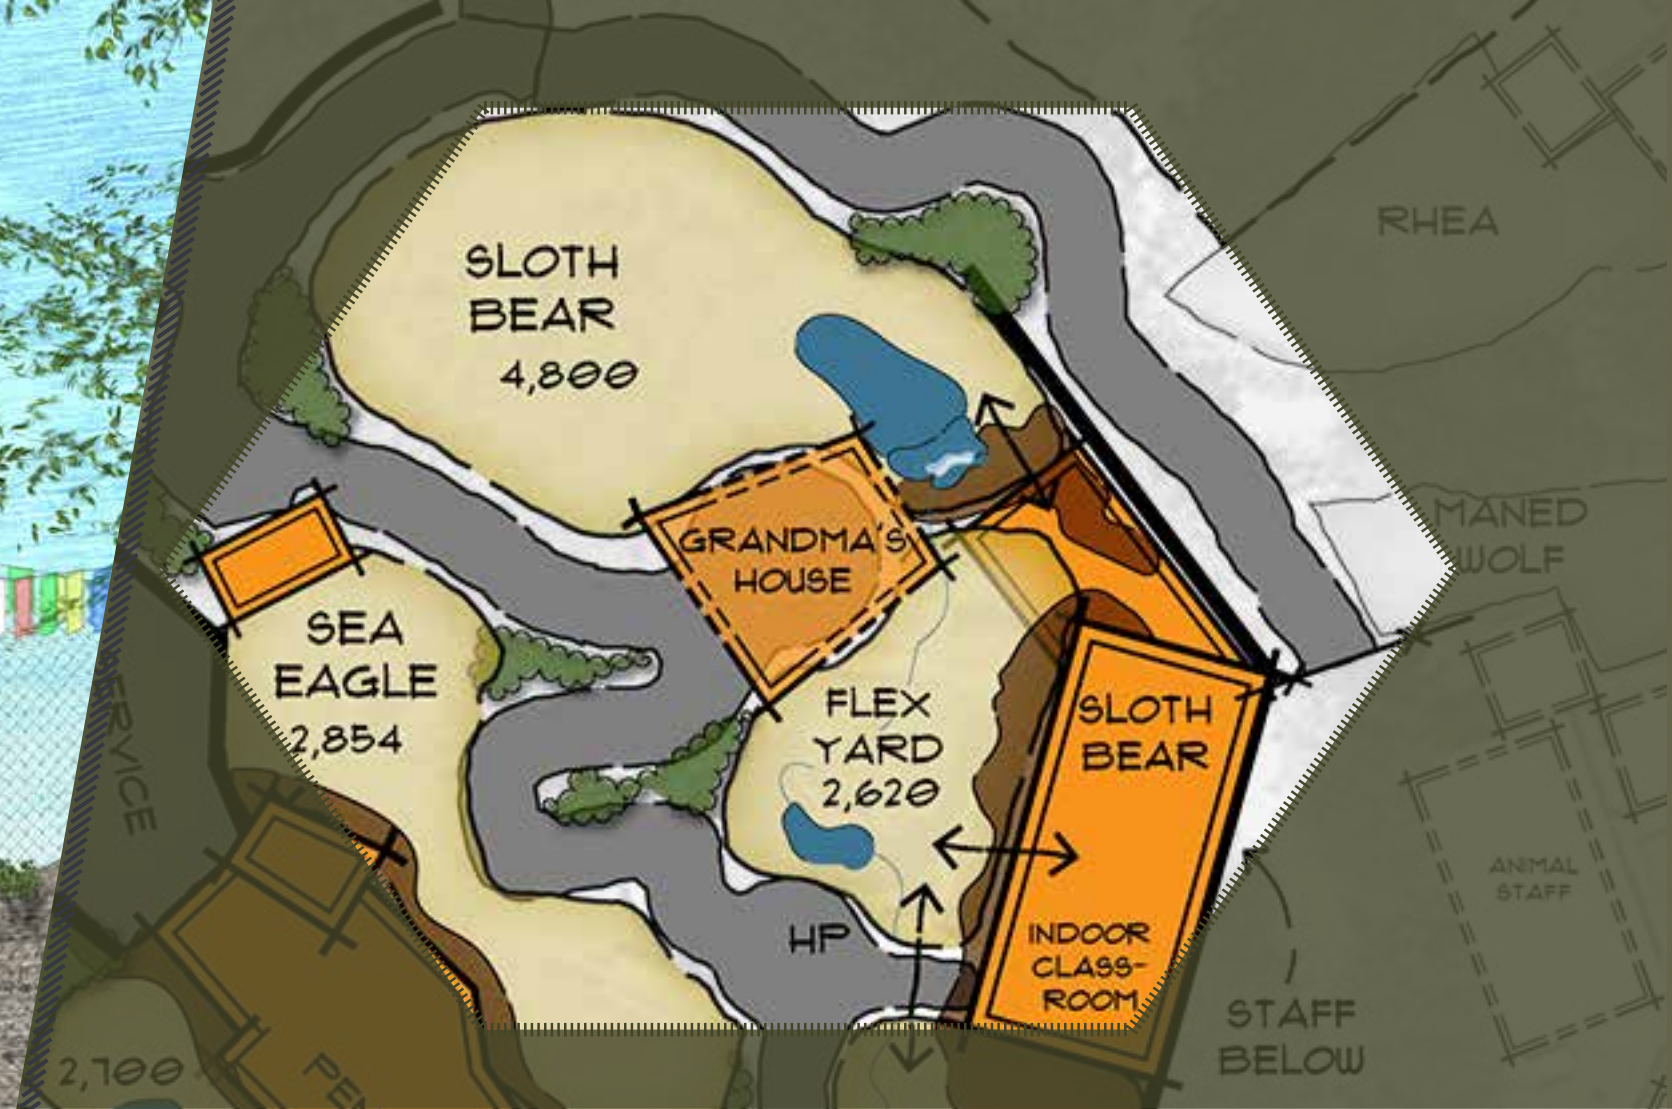 RHEA
SLOTH
BEAR
4,800
MANED
WOLF
GRANDMA'S
HOUSE
SEA
EAGLE
2,854
FLEX
YARD
2,620
SLOTH
BEAR
ANIMAL
STAFF
HP
INDOOR
CLASS-
ROOM
STAFF
BELOW
2,700